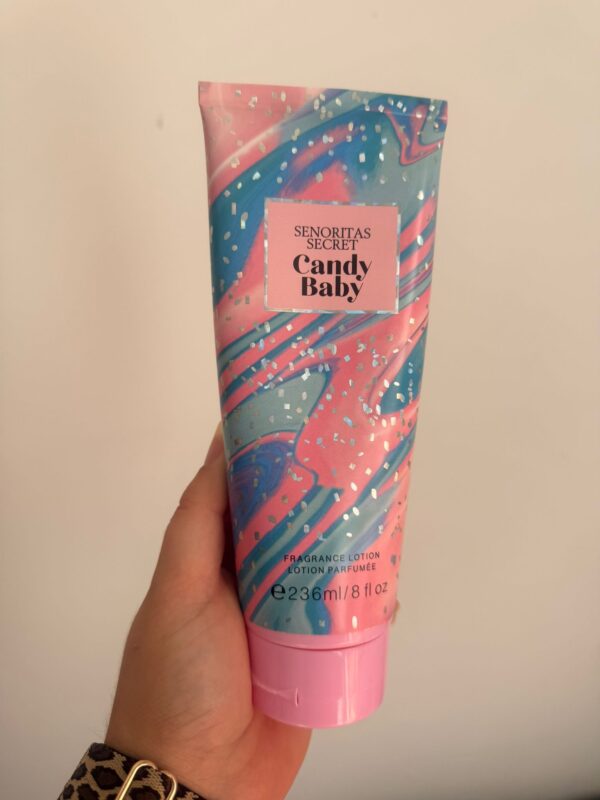 SENORITAS
SECRET
Candy
Baby
FRAGRANCE LOTION
LOTION PARFUMÉE
℮236ml/8 fl oz